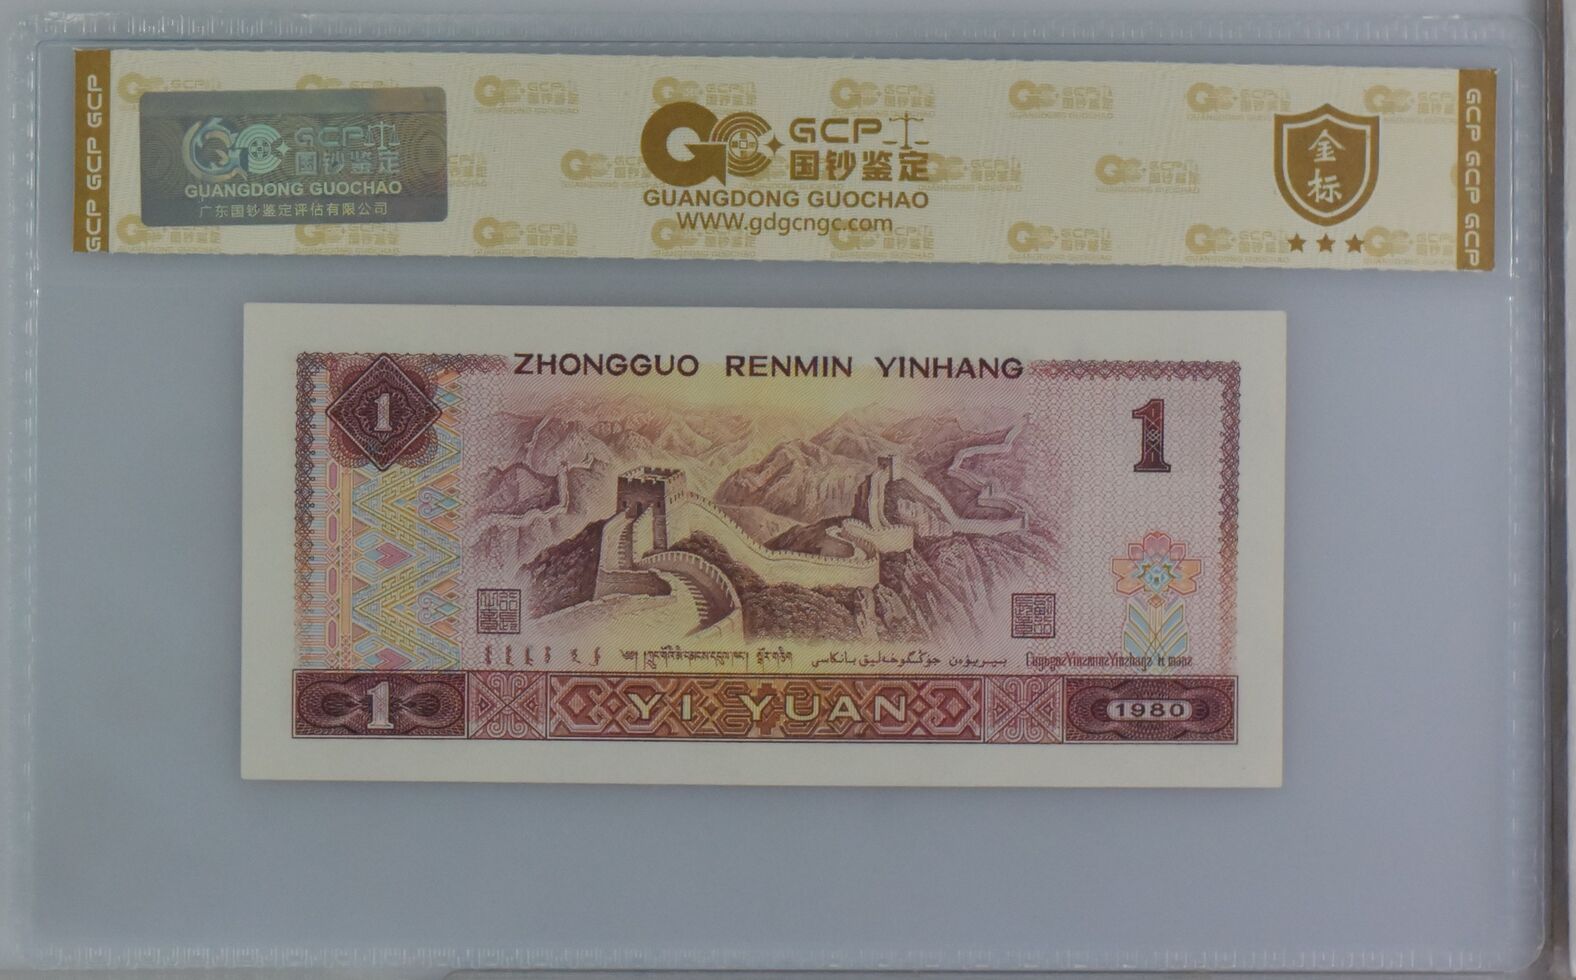 GCP GCP GCP
GCP
国钞鉴定
GUANGDONG GUOCHAO
广东国钞鉴定评估有限公司
GCP
国钞鉴定
GUANGDONG GUOCHAO
WWW.gdgcngc.com
金标
GCP GCP GCP
ZHONGGUO RENMIN YINHANG
1
1
1
YI YUAN
1980